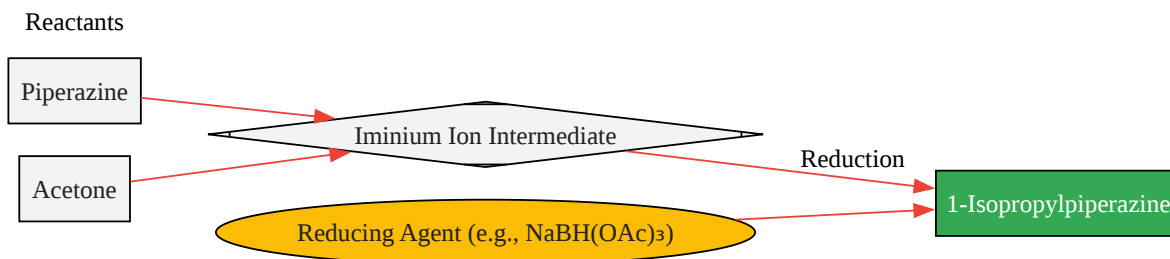 Reactants
Piperazine
Acetone
Iminium Ion Intermediate
Reducing Agent (e.g., NaBH(OAc)₃)
Reduction
1-Isopropylpiperazine